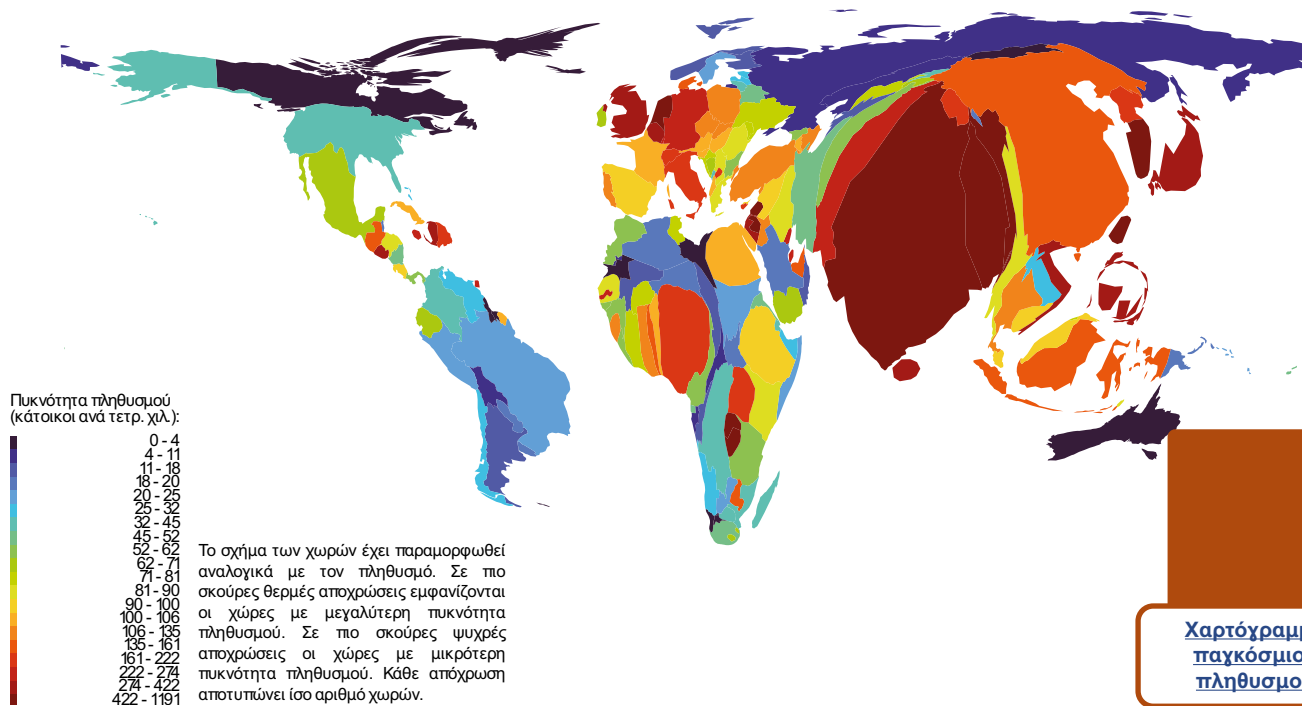 Πυκνότητα πληθυσμού
(κάτοικοι ανά τετρ. χιλ.):
0 - 4
4 - 11
11 - 18
18 - 20
20 - 25
25 - 32
32 - 45
45 - 52
52 - 62
62 - 71
71 - 81
81 - 90
90 - 100
100 - 106
106 - 135
135 - 161
161 - 222
222 - 274
274 - 422
422 - 1191
Το σχήμα των χωρών έχει παραμορφωθεί
αναλογικά με τον πληθυσμό. Σε πιο
σκούρες θερμές αποχρώσεις εμφανίζονται
οι χώρες με μεγαλύτερη πυκνότητα
πληθυσμού. Σε πιο σκούρες ψυχρές
αποχρώσεις οι χώρες με μικρότερη
πυκνότητα πληθυσμού. Κάθε απόχρωση
αποτυπώνει ίσο αριθμό χωρών.
παγκόσμιο
πληθυσμο